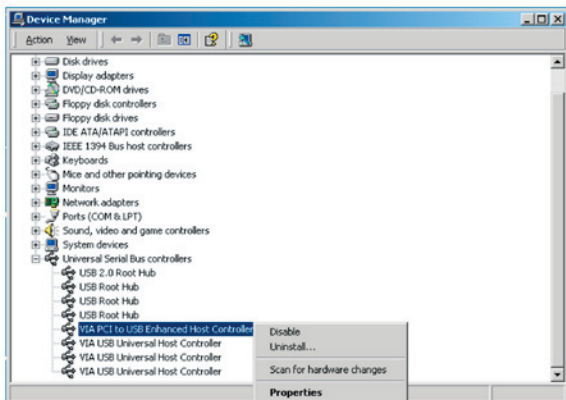 Device Manager
Action View
Disk drives
Display adapters
DVD/CD-ROM drives
Floppy disk controllers
Floppy disk drives
IDE ATA/ATAPI controllers
IEEE 1394 Bus host controllers
Keyboards
Mice and other pointing devices
Monitors
Network adapters
Ports (COM & LPT)
Sound, video and game controllers
System devices
Universal Serial Bus controllers
USB 2.0 Root Hub
USB Root Hub
USB Root Hub
USB Root Hub
VIA PCI to USB Enhanced Host Controller
VIA USB Universal Host Controller
VIA USB Universal Host Controller
VIA USB Universal Host Controller
Disable
Uninstall...
Scan for hardware changes
Properties